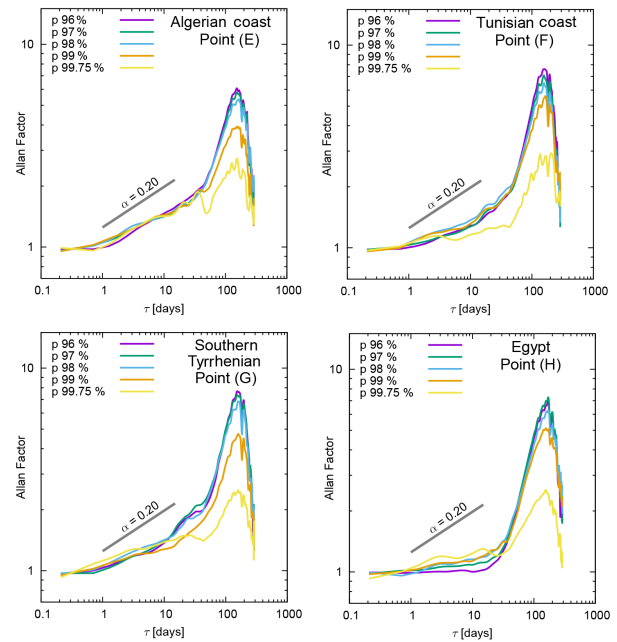 p 96 %
p 97 %
p 98 %
p 99 %
p 99.75 %
Algerian coast
Point (E)
α = 0.20
10
1
Allan Factor
0.1
1
10
100
1000
τ [days]
p 96 %
p 97 %
p 98 %
p 99 %
p 99.75 %
Tunisian coast
Point (F)
α = 0.20
10
1
Allan Factor
0.1
1
10
100
1000
τ [days]
p 96 %
p 97 %
p 98 %
p 99 %
p 99.75 %
Southern
Tyrrhenian
Point (G)
α = 0.20
10
1
Allan Factor
0.1
1
10
100
1000
τ [days]
p 96 %
p 97 %
p 98 %
p 99 %
p 99.75 %
Egypt
Point (H)
α = 0.20
10
1
Allan Factor
0.1
1
10
100
1000
τ [days]